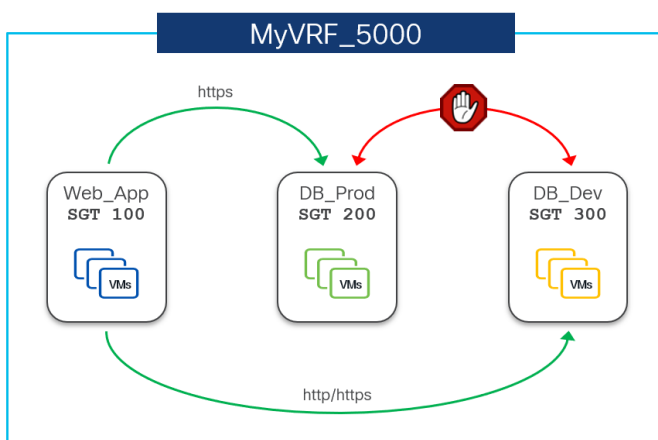 MyVRF_5000
https
Web_App
SGT 100
VMs
DB_Prod
SGT 200
VMs
DB_Dev
SGT 300
VMs
http/https